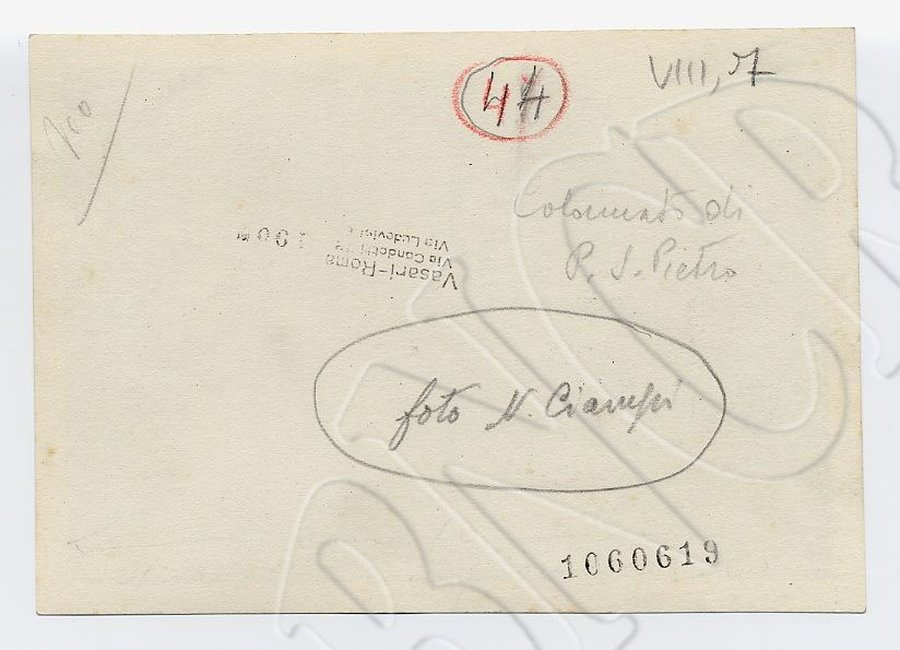 VIII, 7
44
Colonnato di
P. S. Pietro
Vasari-Roma
Via Condotti
Via Ludovisi
foto N. Ciampi
1060619